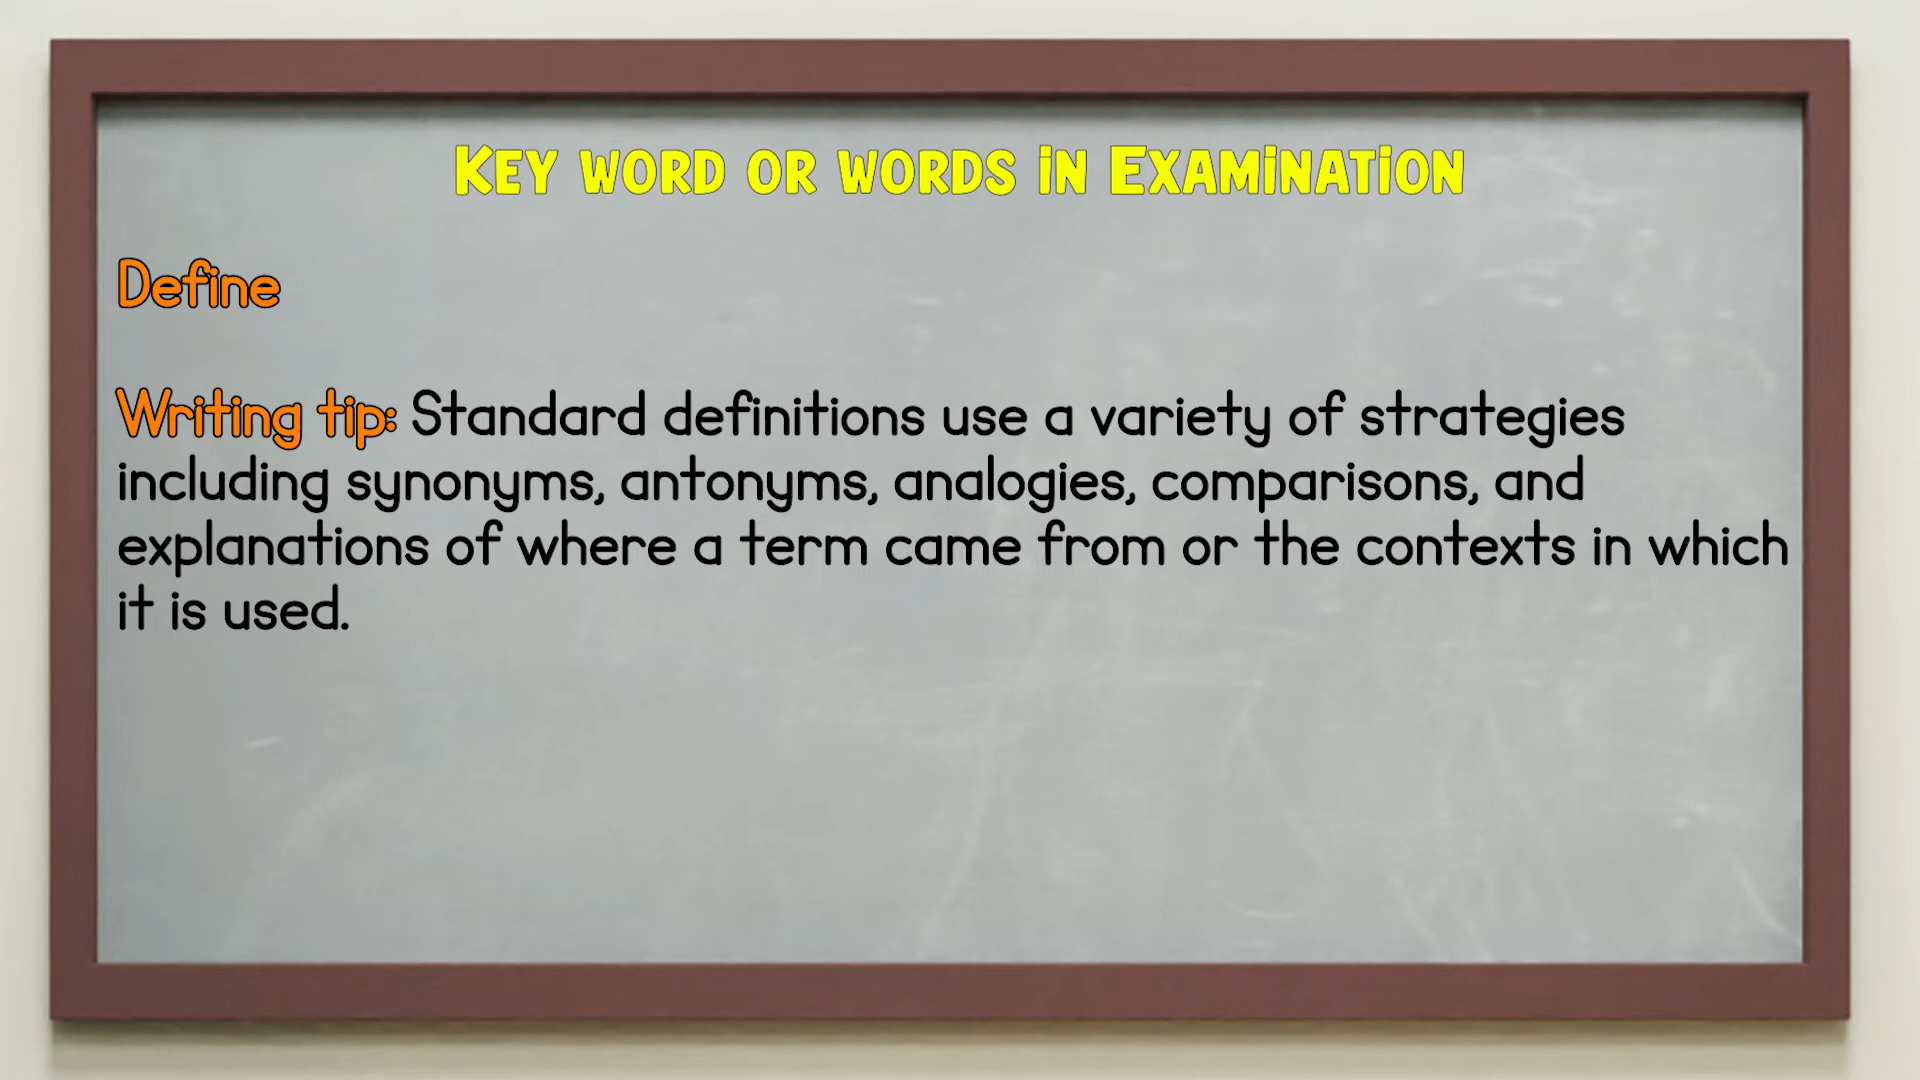 Key word or words in Examination
Define
Writing tip: Standard definitions use a variety of strategies
including synonyms, antonyms, analogies, comparisons, and
explanations of where a term came from or the contexts in which
it is used.